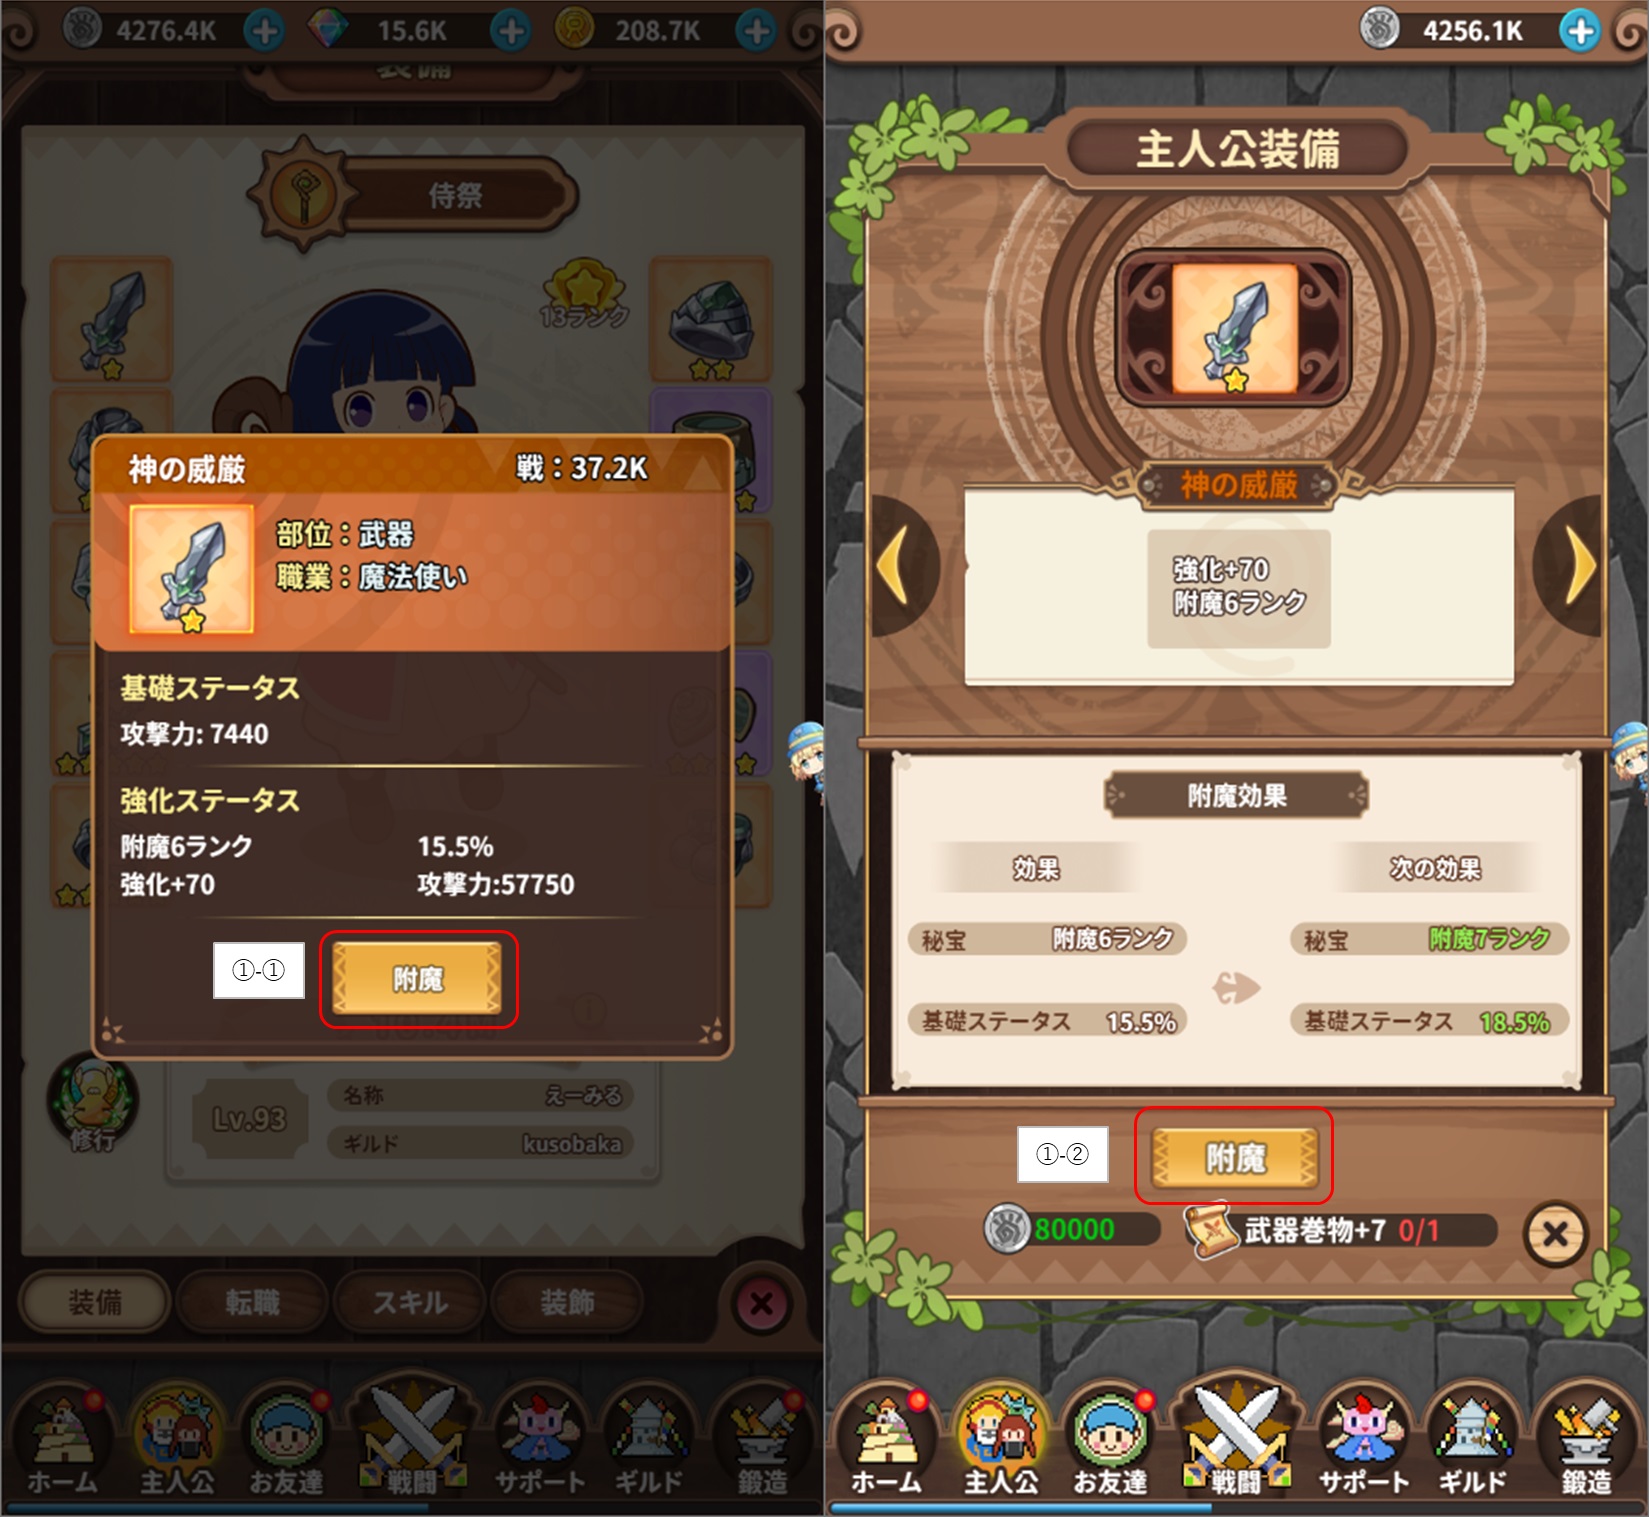 4276.4K
15.6K
208.7K
装備
侍祭
13ランク
神の威厳
戦：37.2K
部位：武器
職業：魔法使い
基礎ステータス
攻撃力: 7440
強化ステータス
附魔6ランク 15.5%
強化+70 攻撃力:57750
①-①
附魔
修行
Lv.93
名称 えーみる
ギルド kusobaka
装備
転職
スキル
装飾
ホーム
主人公
お友達
戦闘
サポート
ギルド
鍛造
4256.1K
主人公装備
神の威厳
強化+70
附魔6ランク
附魔効果
効果
次の効果
秘宝 附魔6ランク
秘宝 附魔7ランク
基礎ステータス 15.5%
基礎ステータス 18.5%
①-②
附魔
80000
武器巻物+7 0/1
ホーム
主人公
お友達
戦闘
サポート
ギルド
鍛造